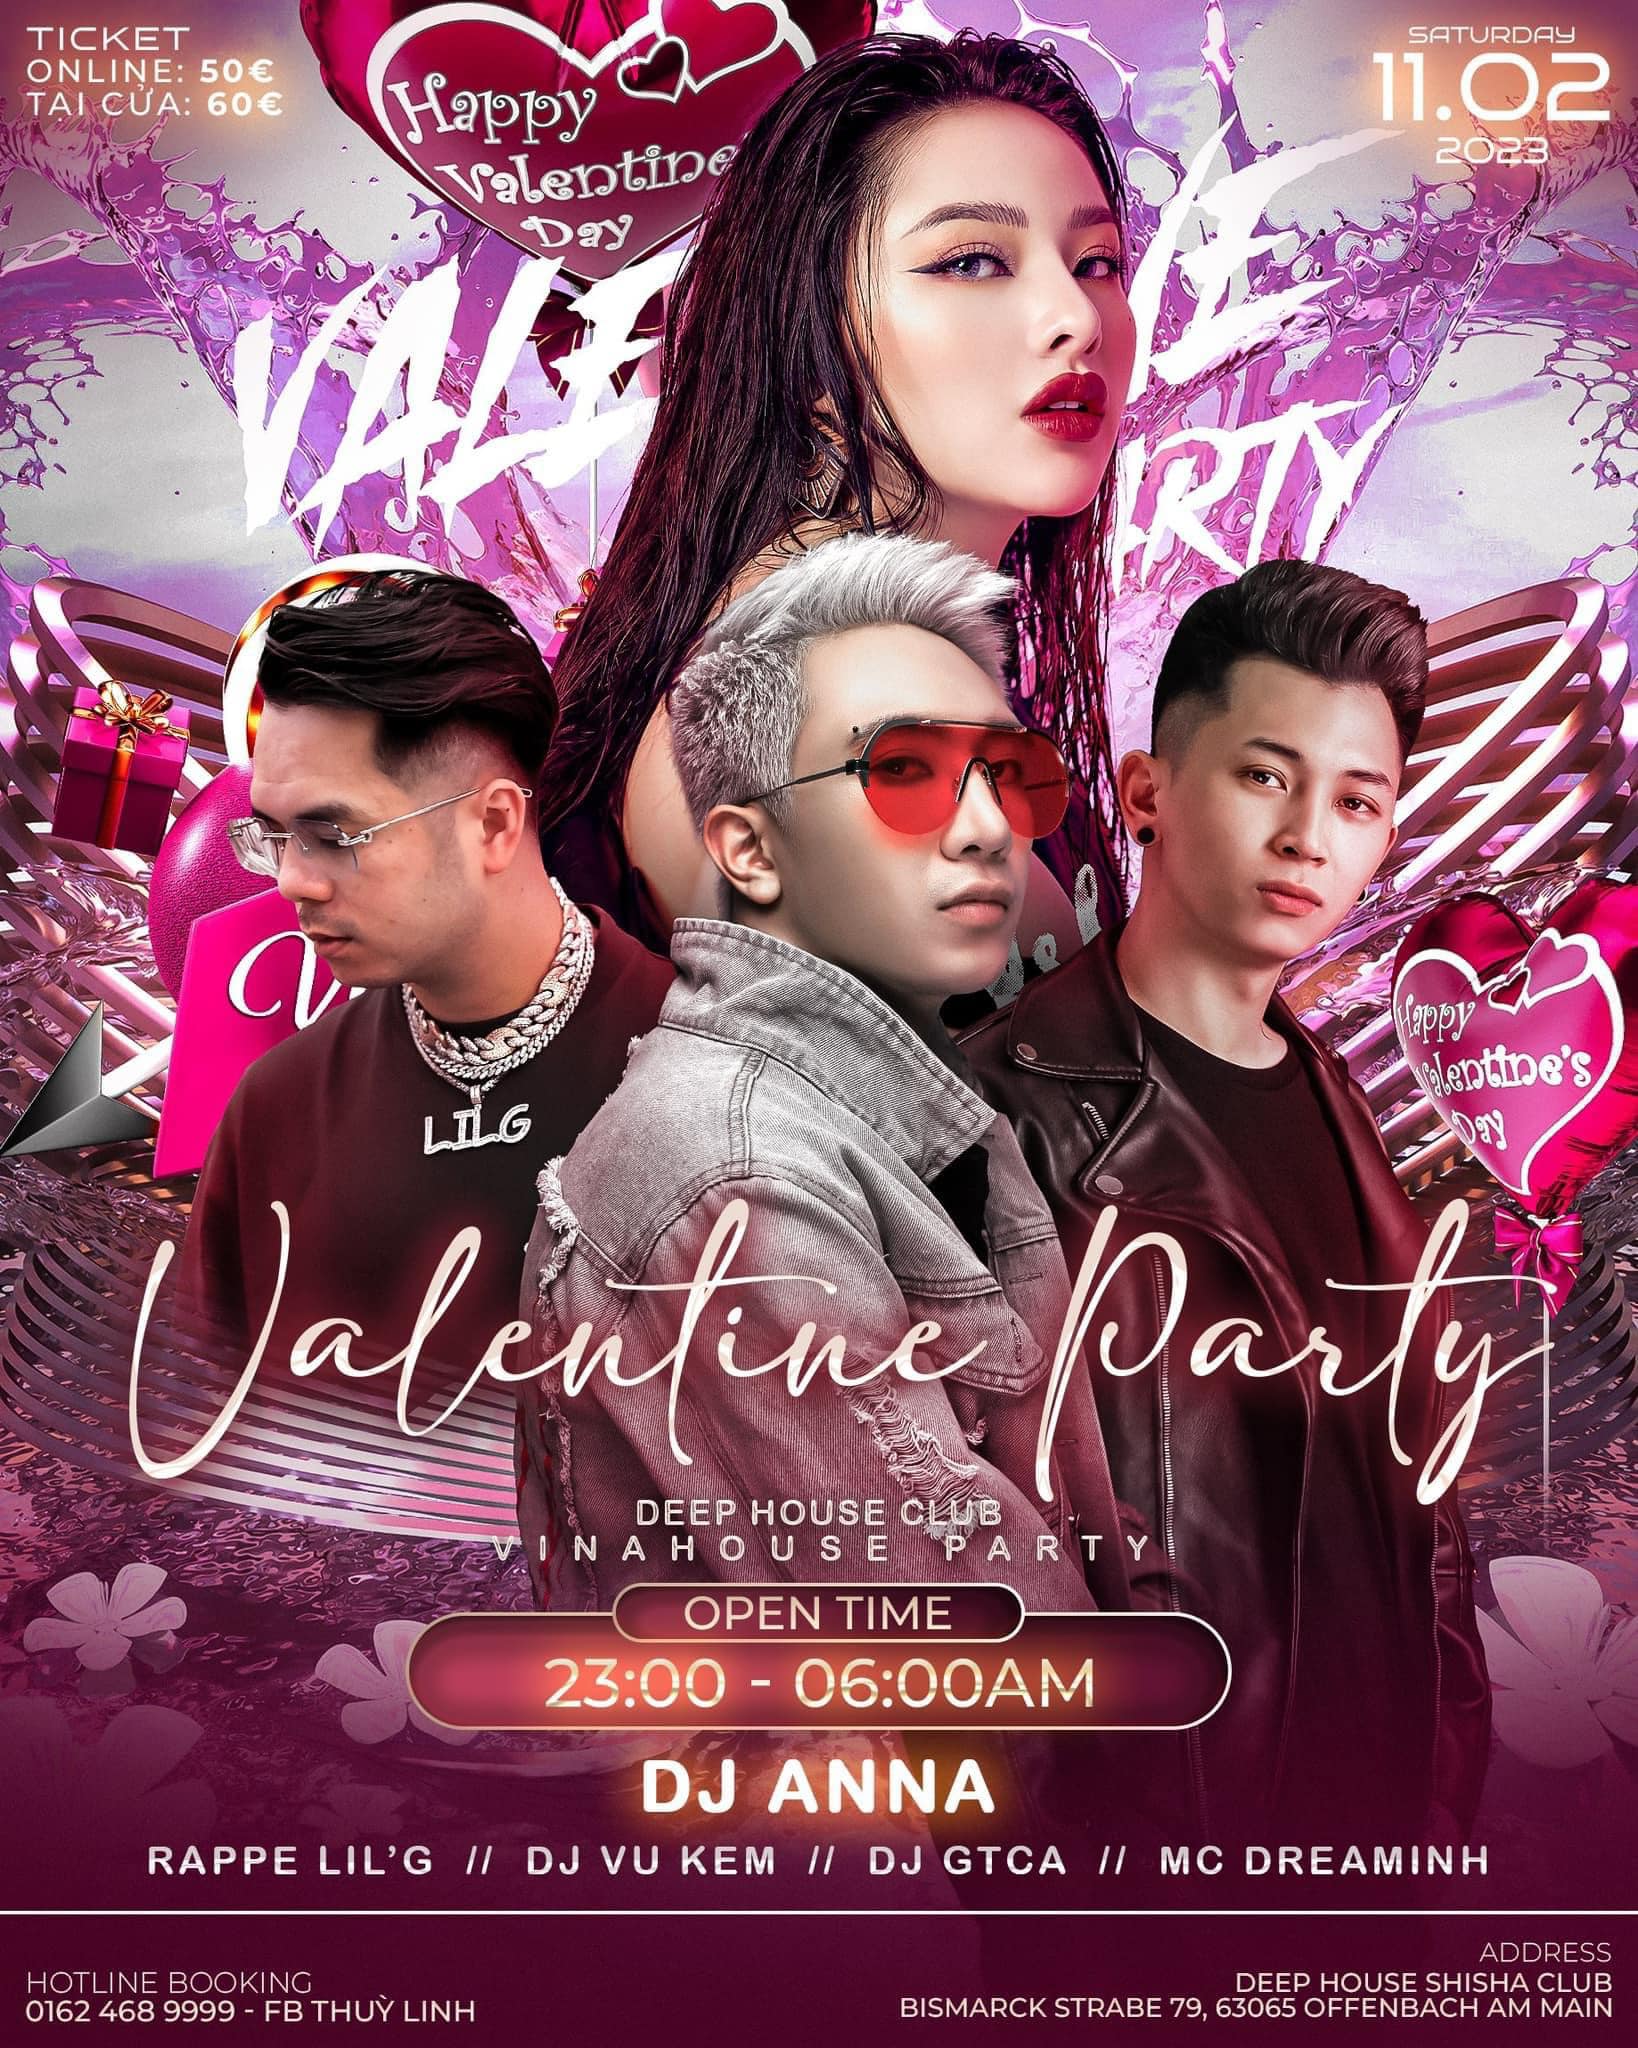 TICKET
ONLINE: 50€
TẠI CỬA: 60€
SATURDAY
11.02
2023
Happy
Valentine
Day
LILG
Happy
Valentine's
Day
Valentine Party
DEEP HOUSE CLUB
VINAHOUSE PARTY
OPEN TIME
23:00 - 06:00AM
DJ ANNA
RAPPE LIL'G // DJ VU KEM // DJ GTCA // MC DREAMINH
HOTLINE BOOKING
0162 468 9999 - FB THUỲ LINH
ADDRESS
DEEP HOUSE SHISHA CLUB
BISMARCK STRABE 79, 63065 OFFENBACH AM MAIN